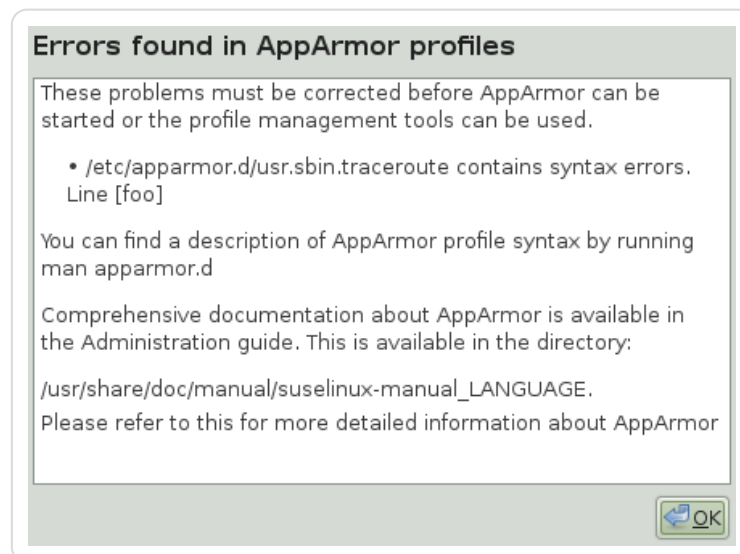 Errors found in AppArmor profiles
These problems must be corrected before AppArmor can be
started or the profile management tools can be used.
• /etc/apparmor.d/usr.sbin.traceroute contains syntax errors.
Line [foo]
You can find a description of AppArmor profile syntax by running
man apparmor.d
Comprehensive documentation about AppArmor is available in
the Administration guide. This is available in the directory:
/usr/share/doc/manual/suselinux-manual_LANGUAGE.
Please refer to this for more detailed information about AppArmor
OK